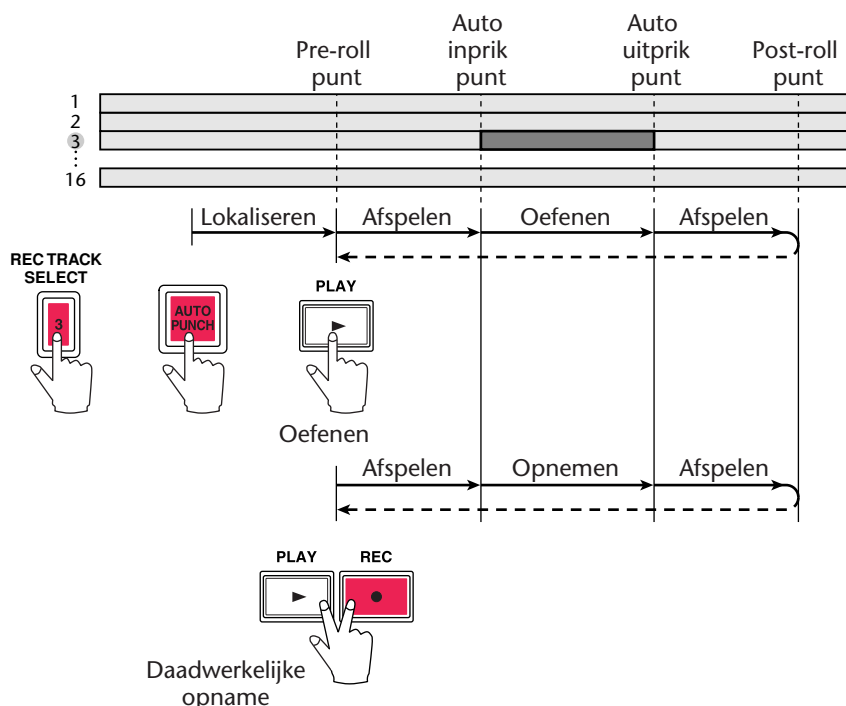 Pre-roll
punt
Auto
inprik
punt
Auto
uitprik
punt
Post-roll
punt
1
2
3
16
Lokaliseren
Afspelen
Oefenen
Afspelen
REC TRACK
SELECT
3
AUTO
PUNCH
PLAY
Oefenen
Afspelen
Opnemen
Afspelen
PLAY
REC
Daadwerkelijke
opname